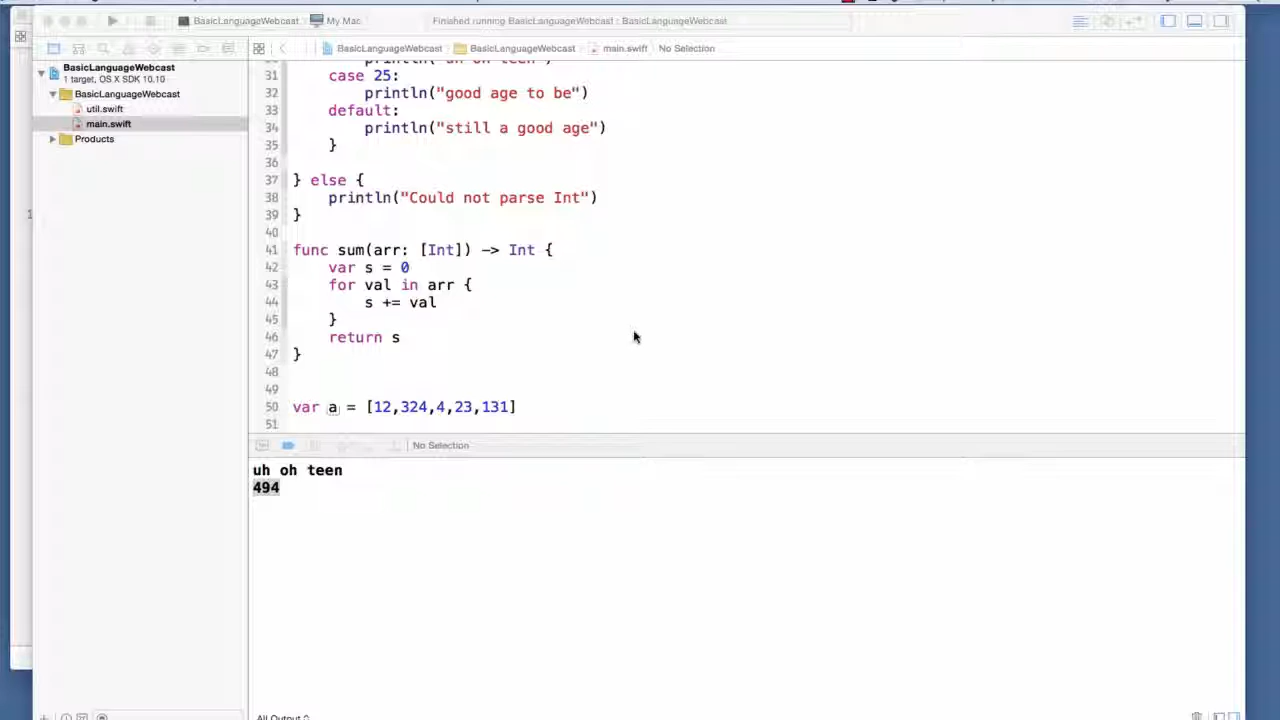 BasicLanguageWebcast My Mac Finished running BasicLanguageWebcast : BasicLanguageWebcast
BasicLanguageWebcast BasicLanguageWebcast main.swift No Selection
BasicLanguageWebcast
1 target, OS X SDK 10.10
BasicLanguageWebcast
util.swift
main.swift
Products
1
31 case 25:
32 println("good age to be")
33 default:
34 println("still a good age")
35 }
36
37 } else {
38 println("Could not parse Int")
39 }
40
41 func sum(arr: [Int]) -> Int {
42 var s = 0
43 for val in arr {
44 s += val
45 }
46 return s
47 }
48
49
50 var a = [12,324,4,23,131]
51
No Selection
uh oh teen
494
All Output